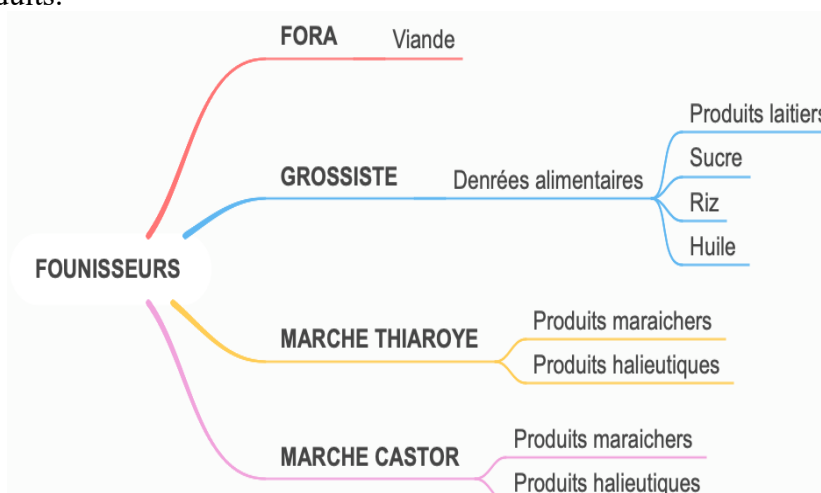 FORA
Viande
Produits laitiers
Sucre
GROSSISTE
Denrées alimentaires
Riz
Huile
FOUNISSEURS
Produits maraichers
MARCHE THIAROYE
Produits halieutiques
Produits maraichers
MARCHE CASTOR
Produits halieutiques